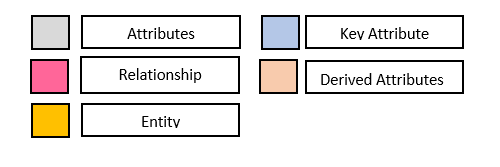 Attributes
Key Attribute
Relationship
Derived Attributes
Entity